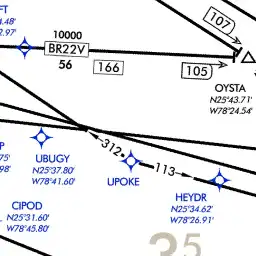 FT
4.48'
2.97'
10000
BR22V
56
166
107
105
OYSTA
N25°43.71'
W78°24.54'
P
75'
98'
UBUGY
N25°37.80'
W78°41.60'
312
UPOKE
113
HEYDR
N25°34.62'
W78°26.91'
CIPOD
N25°31.60'
W78°45.80'
35